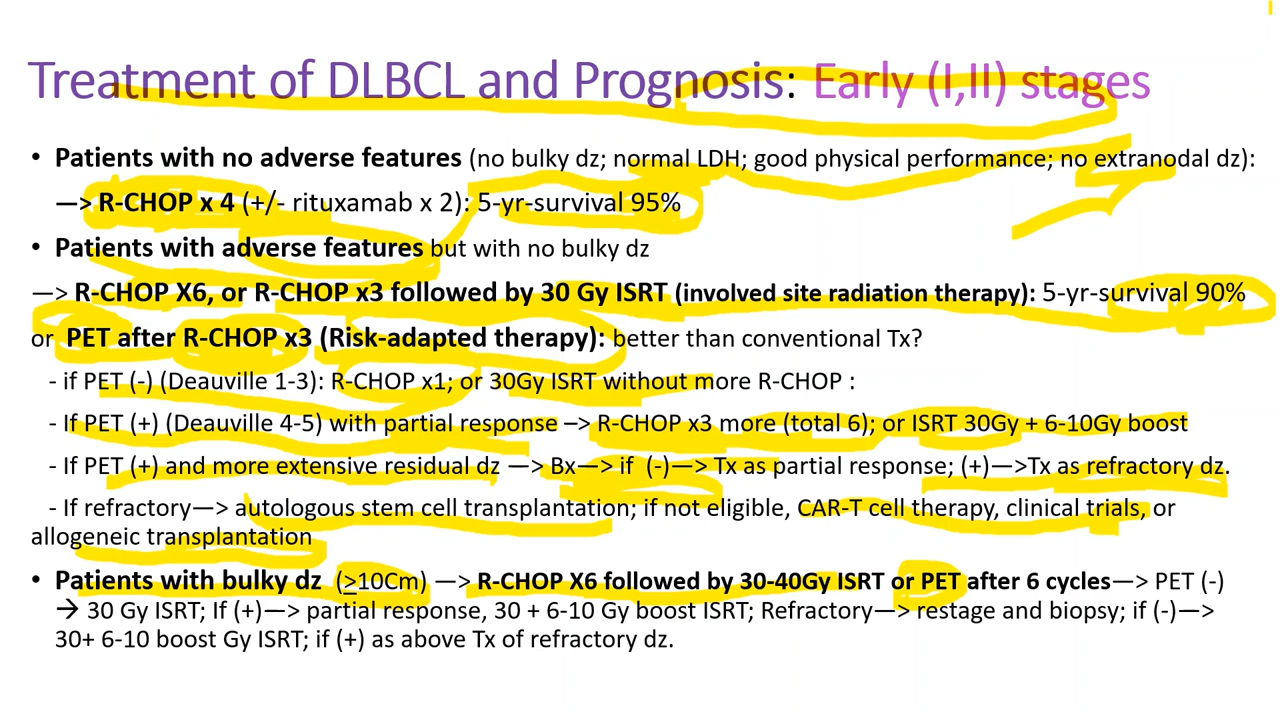 Treatment of DLBCL and Prognosis: Early (I,II) stages
• Patients with no adverse features (no bulky dz; normal LDH; good physical performance; no extranodal dz):
—> R-CHOP x 4 (+/- rituxamab x 2): 5-yr-survival 95%
• Patients with adverse features but with no bulky dz
—> R-CHOP X6, or R-CHOP x3 followed by 30 Gy ISRT (involved site radiation therapy): 5-yr-survival 90%
or PET after R-CHOP x3 (Risk-adapted therapy): better than conventional Tx?
- if PET (-) (Deauville 1-3): R-CHOP x1; or 30Gy ISRT without more R-CHOP :
- If PET (+) (Deauville 4-5) with partial response –> R-CHOP x3 more (total 6); or ISRT 30Gy + 6-10Gy boost
- If PET (+) and more extensive residual dz —> Bx—> if (-)—> Tx as partial response; (+)—>Tx as refractory dz.
- If refractory—> autologous stem cell transplantation; if not eligible, CAR-T cell therapy, clinical trials, or
allogeneic transplantation
• Patients with bulky dz (≥10Cm) —> R-CHOP X6 followed by 30-40Gy ISRT or PET after 6 cycles—> PET (-)
→ 30 Gy ISRT; If (+)—> partial response, 30 + 6-10 Gy boost ISRT; Refractory—> restage and biopsy; if (-)—>
30+ 6-10 boost Gy ISRT; if (+) as above Tx of refractory dz.